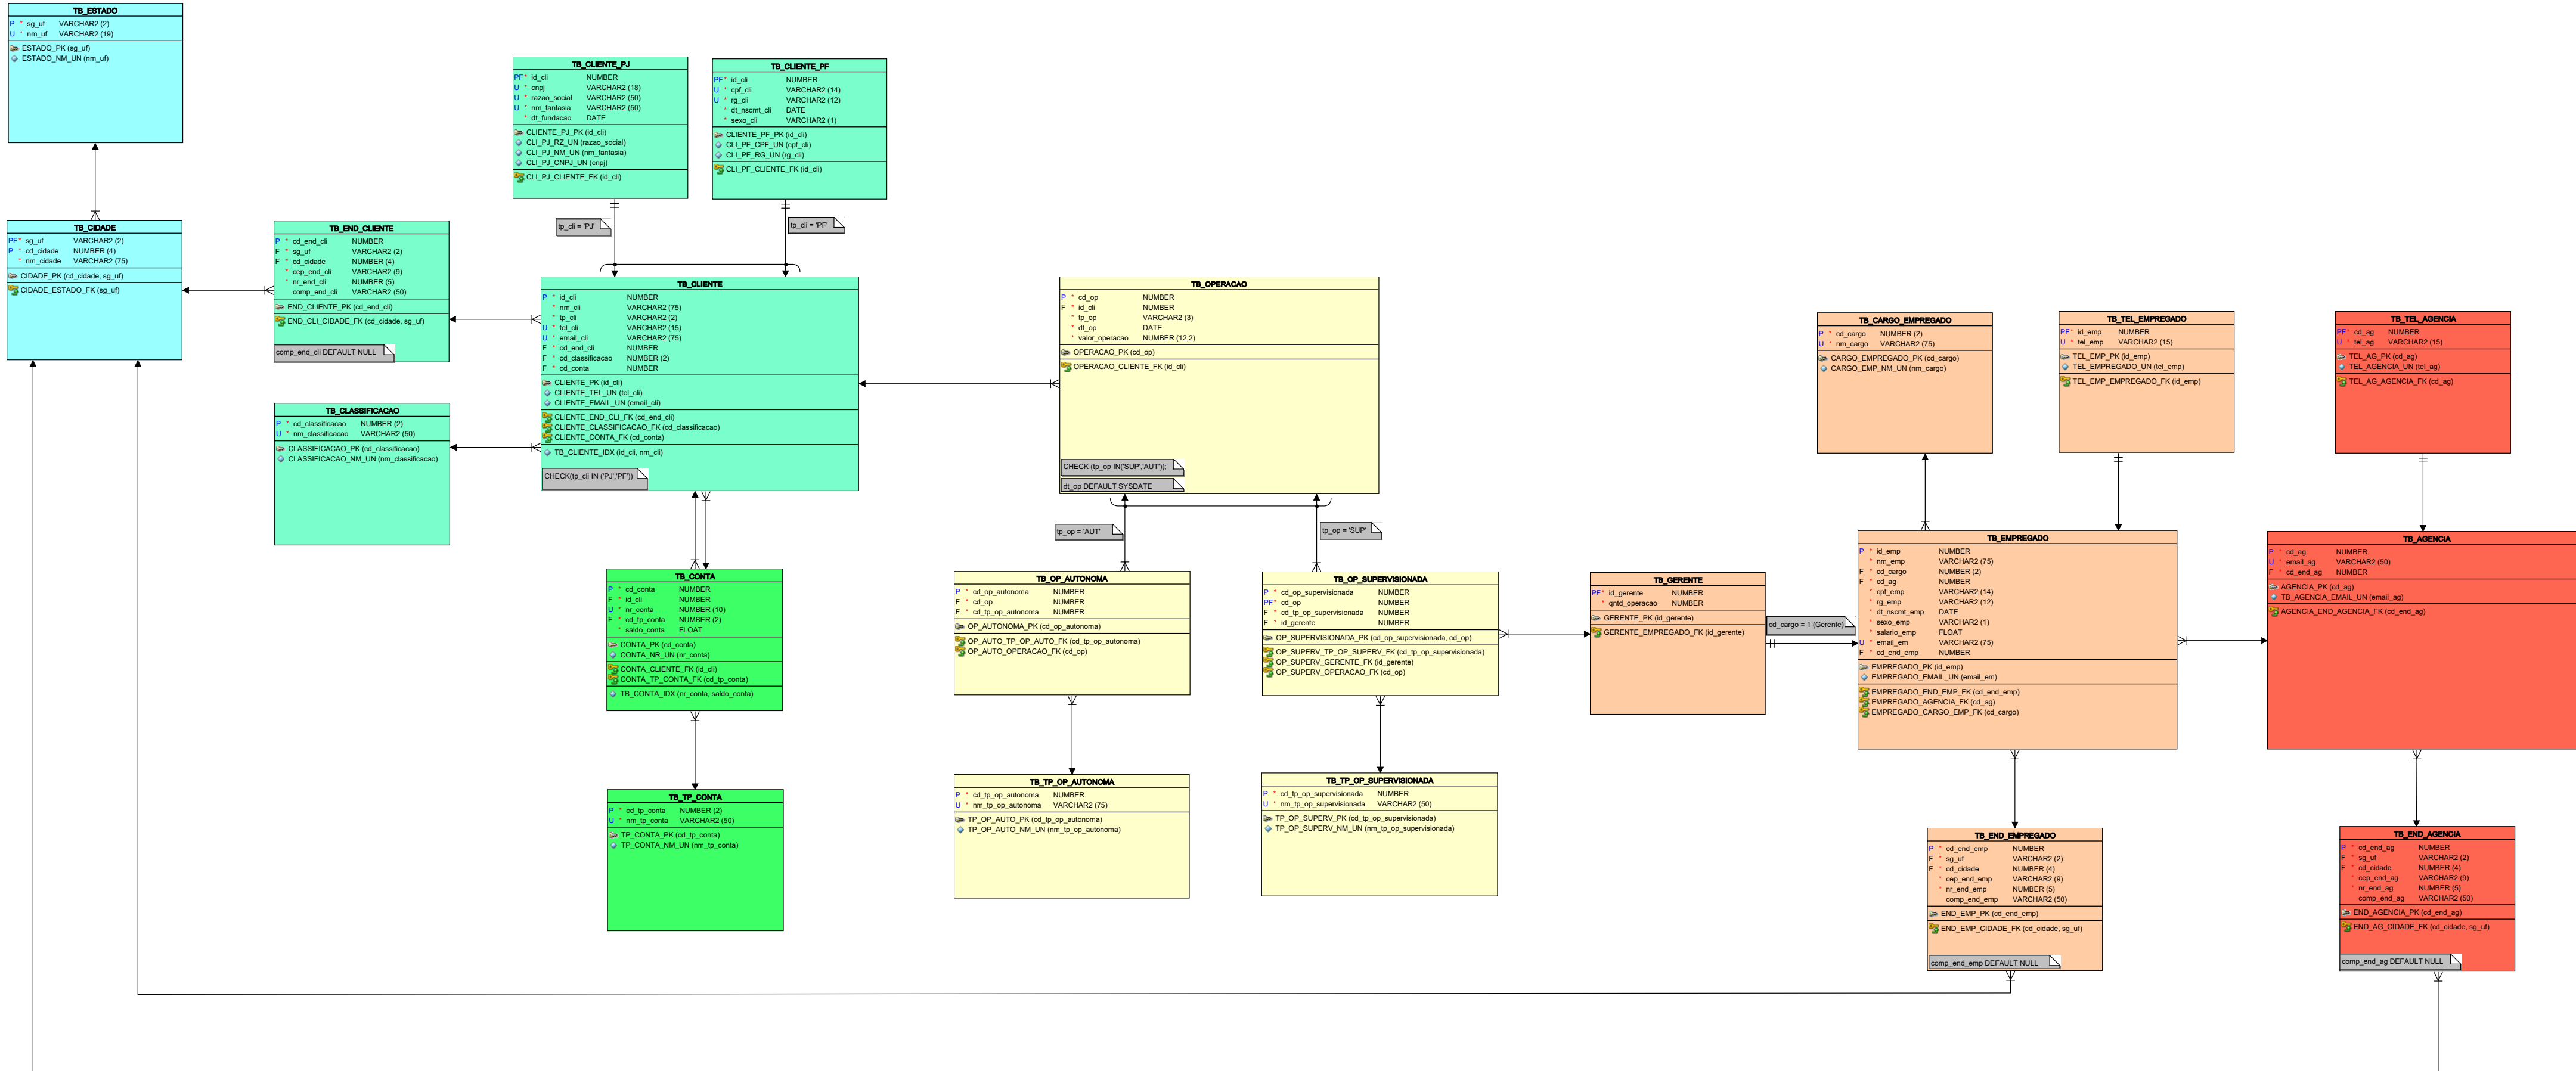 TB_ESTADO
P * sg_uf VARCHAR2 (2)
U * nm_uf VARCHAR2 (19)
ESTADO_PK (sg_uf)
ESTADO_NM_UN (nm_uf)
TB_CLIENTE_PJ
PF* id_cli NUMBER
U * cnpj VARCHAR2 (18)
U * razao_social VARCHAR2 (50)
U * nm_fantasia VARCHAR2 (50)
* dt_fundacao DATE
CLIENTE_PJ_PK (id_cli)
CLI_PJ_RZ_UN (razao_social)
CLI_PJ_NM_UN (nm_fantasia)
CLI_PJ_CNPJ_UN (cnpj)
CLI_PJ_CLIENTE_FK (id_cli)
TB_CLIENTE_PF
PF* id_cli NUMBER
U * cpf_cli VARCHAR2 (14)
U * rg_cli VARCHAR2 (12)
* dt_nscmt_cli DATE
* sexo_cli VARCHAR2 (1)
CLIENTE_PF_PK (id_cli)
CLI_PF_CPF_UN (cpf_cli)
CLI_PF_RG_UN (rg_cli)
CLI_PF_CLIENTE_FK (id_cli)
tp_cli = 'PJ'
tp_cli = 'PF'
TB_CIDADE
PF* sg_uf VARCHAR2 (2)
P * cd_cidade NUMBER (4)
* nm_cidade VARCHAR2 (75)
CIDADE_PK (cd_cidade, sg_uf)
CIDADE_ESTADO_FK (sg_uf)
TB_END_CLIENTE
P * cd_end_cli NUMBER
F * sg_uf VARCHAR2 (2)
F * cd_cidade NUMBER (4)
* cep_end_cli VARCHAR2 (9)
* nr_end_cli NUMBER (5)
comp_end_cli VARCHAR2 (50)
END_CLIENTE_PK (cd_end_cli)
END_CLI_CIDADE_FK (cd_cidade, sg_uf)
comp_end_cli DEFAULT NULL
TB_CLASSIFICACAO
P * cd_classificacao NUMBER (2)
U * nm_classificacao VARCHAR2 (50)
CLASSIFICACAO_PK (cd_classificacao)
CLASSIFICACAO_NM_UN (nm_classificacao)
TB_CLIENTE
P * id_cli NUMBER
* nm_cli VARCHAR2 (75)
* tp_cli VARCHAR2 (2)
U * tel_cli VARCHAR2 (15)
U * email_cli VARCHAR2 (75)
F * cd_end_cli NUMBER
F * cd_classificacao NUMBER (2)
F * cd_conta NUMBER
CLIENTE_PK (id_cli)
CLIENTE_TEL_UN (tel_cli)
CLIENTE_EMAIL_UN (email_cli)
CLIENTE_END_CLI_FK (cd_end_cli)
CLIENTE_CLASSIFICACAO_FK (cd_classificacao)
CLIENTE_CONTA_FK (cd_conta)
TB_CLIENTE_IDX (id_cli, nm_cli)
CHECK(tp_cli IN ('PJ','PF'))
TB_OPERACAO
P * cd_op NUMBER
F * id_cli NUMBER
* tp_op VARCHAR2 (3)
* dt_op DATE
* valor_operacao NUMBER (12,2)
OPERACAO_PK (cd_op)
OPERACAO_CLIENTE_FK (id_cli)
CHECK (tp_op IN('SUP','AUT'));
dt_op DEFAULT SYSDATE
tp_op = 'AUT'
tp_op = 'SUP'
TB_CARGO_EMPREGADO
P * cd_cargo NUMBER (2)
U * nm_cargo VARCHAR2 (75)
CARGO_EMPREGADO_PK (cd_cargo)
CARGO_EMP_NM_UN (nm_cargo)
TB_TEL_EMPREGADO
PF* id_emp NUMBER
U * tel_emp VARCHAR2 (15)
TEL_EMP_PK (id_emp)
TEL_EMPREGADO_UN (tel_emp)
TEL_EMP_EMPREGADO_FK (id_emp)
TB_TEL_AGENCIA
PF* cd_ag NUMBER
U * tel_ag VARCHAR2 (15)
TEL_AG_PK (cd_ag)
TEL_AGENCIA_UN (tel_ag)
TEL_AG_AGENCIA_FK (cd_ag)
TB_CONTA
P * cd_conta NUMBER
F * id_cli NUMBER
U * nr_conta NUMBER (10)
F * cd_tp_conta NUMBER (2)
* saldo_conta FLOAT
CONTA_PK (cd_conta)
CONTA_NR_UN (nr_conta)
CONTA_CLIENTE_FK (id_cli)
CONTA_TP_CONTA_FK (cd_tp_conta)
TB_CONTA_IDX (nr_conta, saldo_conta)
TB_OP_AUTONOMA
P * cd_op_autonoma NUMBER
F * cd_op NUMBER
F * cd_tp_op_autonoma NUMBER
OP_AUTONOMA_PK (cd_op_autonoma)
OP_AUTO_TP_OP_AUTO_FK (cd_tp_op_autonoma)
OP_AUTO_OPERACAO_FK (cd_op)
TB_OP_SUPERVISIONADA
P * cd_op_supervisionada NUMBER
PF* cd_op NUMBER
F * cd_tp_op_supervisionada NUMBER
F * id_gerente NUMBER
OP_SUPERVISIONADA_PK (cd_op_supervisionada, cd_op)
OP_SUPERV_TP_OP_SUPERV_FK (cd_tp_op_supervisionada)
OP_SUPERV_GERENTE_FK (id_gerente)
OP_SUPERV_OPERACAO_FK (cd_op)
TB_GERENTE
PF* id_gerente NUMBER
* qntd_operacao NUMBER
GERENTE_PK (id_gerente)
GERENTE_EMPREGADO_FK (id_gerente)
cd_cargo = 1 (Gerente)
TB_EMPREGADO
P * id_emp NUMBER
* nm_emp VARCHAR2 (75)
F * cd_cargo NUMBER (2)
F * cd_ag NUMBER
* cpf_emp VARCHAR2 (14)
* rg_emp VARCHAR2 (12)
* dt_nscmt_emp DATE
* sexo_emp VARCHAR2 (1)
* salario_emp FLOAT
U * email_em VARCHAR2 (75)
F * cd_end_emp NUMBER
EMPREGADO_PK (id_emp)
EMPREGADO_EMAIL_UN (email_em)
EMPREGADO_END_EMP_FK (cd_end_emp)
EMPREGADO_AGENCIA_FK (cd_ag)
EMPREGADO_CARGO_EMP_FK (cd_cargo)
TB_AGENCIA
P * cd_ag NUMBER
U * email_ag VARCHAR2 (50)
F * cd_end_ag NUMBER
AGENCIA_PK (cd_ag)
TB_AGENCIA_EMAIL_UN (email_ag)
AGENCIA_END_AGENCIA_FK (cd_end_ag)
TB_TP_CONTA
P * cd_tp_conta NUMBER (2)
U * nm_tp_conta VARCHAR2 (50)
TP_CONTA_PK (cd_tp_conta)
TP_CONTA_NM_UN (nm_tp_conta)
TB_TP_OP_AUTONOMA
P * cd_tp_op_autonoma NUMBER
U * nm_tp_op_autonoma VARCHAR2 (75)
TP_OP_AUTO_PK (cd_tp_op_autonoma)
TP_OP_AUTO_NM_UN (nm_tp_op_autonoma)
TB_TP_OP_SUPERVISIONADA
P * cd_tp_op_supervisionada NUMBER
U * nm_tp_op_supervisionada VARCHAR2 (50)
TP_OP_SUPERV_PK (cd_tp_op_supervisionada)
TP_OP_SUPERV_NM_UN (nm_tp_op_supervisionada)
TB_END_EMPREGADO
P * cd_end_emp NUMBER
F * sg_uf VARCHAR2 (2)
F * cd_cidade NUMBER (4)
* cep_end_emp VARCHAR2 (9)
* nr_end_emp NUMBER (5)
comp_end_emp VARCHAR2 (50)
END_EMP_PK (cd_end_emp)
END_EMP_CIDADE_FK (cd_cidade, sg_uf)
comp_end_emp DEFAULT NULL
TB_END_AGENCIA
P * cd_end_ag NUMBER
F * sg_uf VARCHAR2 (2)
F * cd_cidade NUMBER (4)
* cep_end_ag VARCHAR2 (9)
* nr_end_ag NUMBER (5)
comp_end_ag VARCHAR2 (50)
END_AGENCIA_PK (cd_end_ag)
END_AG_CIDADE_FK (cd_cidade, sg_uf)
comp_end_ag DEFAULT NULL